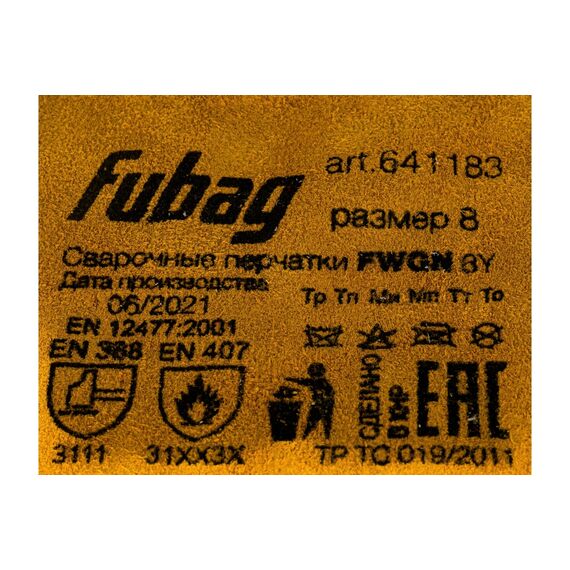 Fubag
art.641183
размер 8
Сварочные перчатки FWGN 8Y
Дата производства
06/2021
Тр Тп Ми Мп Тт То
EN 12477:2001
EN 388 EN 407
3111
31XX3X
СДЕЛАНО
В КНР
EAC
ТР ТС 019/2011